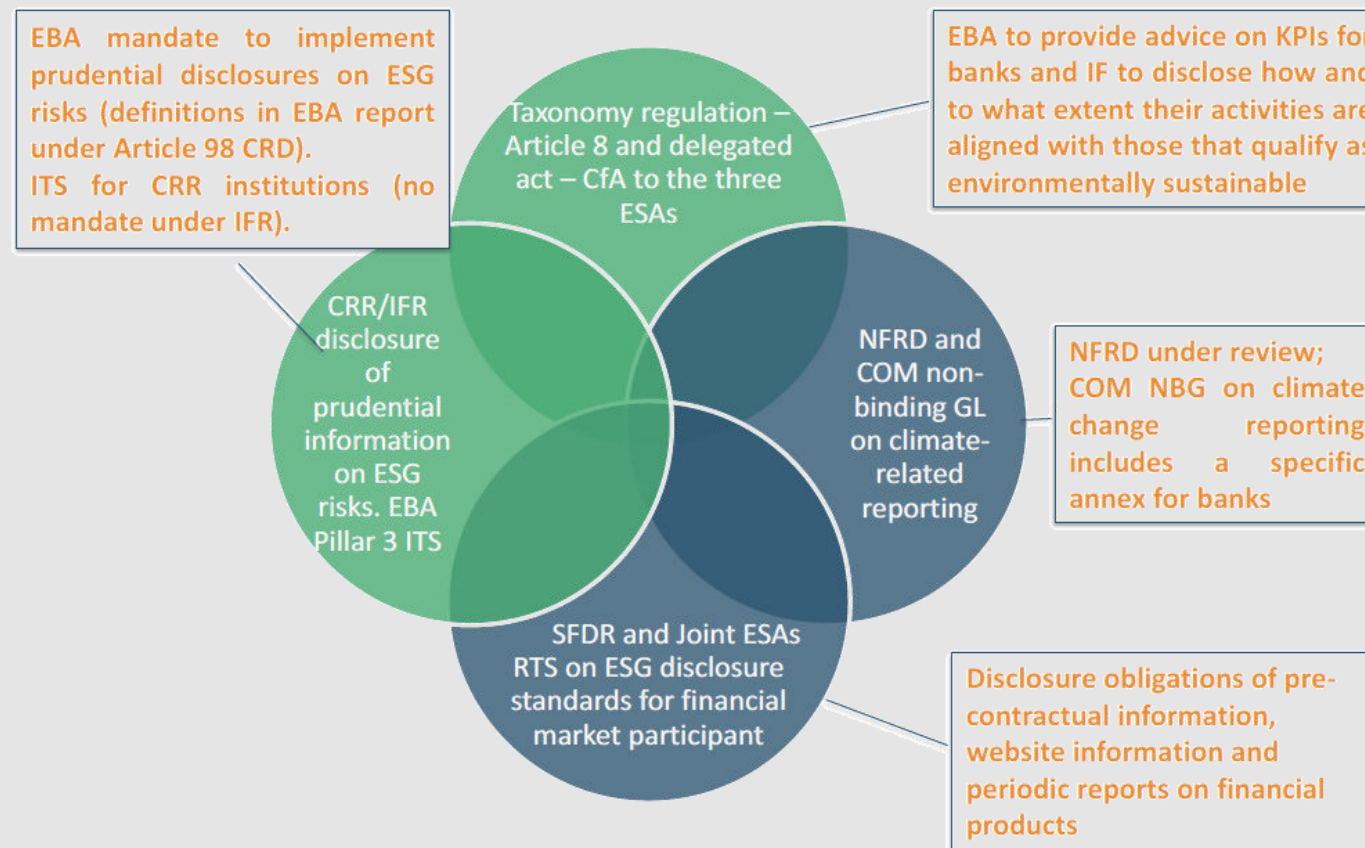 EBA mandate to implement
prudential disclosures on ESG
risks (definitions in EBA report
under Article 98 CRD).
ITS for CRR institutions (no
mandate under IFR).
EBA to provide advice on KPIs for
banks and IF to disclose how and
to what extent their activities are
aligned with those that qualify as
environmentally sustainable
Taxonomy regulation –
Article 8 and delegated
act – CfA to the three
ESAs
CRR/IFR
disclosure
of
prudential
information
on ESG
risks. EBA
Pillar 3 ITS
NFRD and
COM non-
binding GL
on climate-
related
reporting
NFRD under review;
COM NBG on climate
change reporting
includes a specific
annex for banks
SFDR and Joint ESAs
RTS on ESG disclosure
standards for financial
market participant
Disclosure obligations of pre-
contractual information,
website information and
periodic reports on financial
products